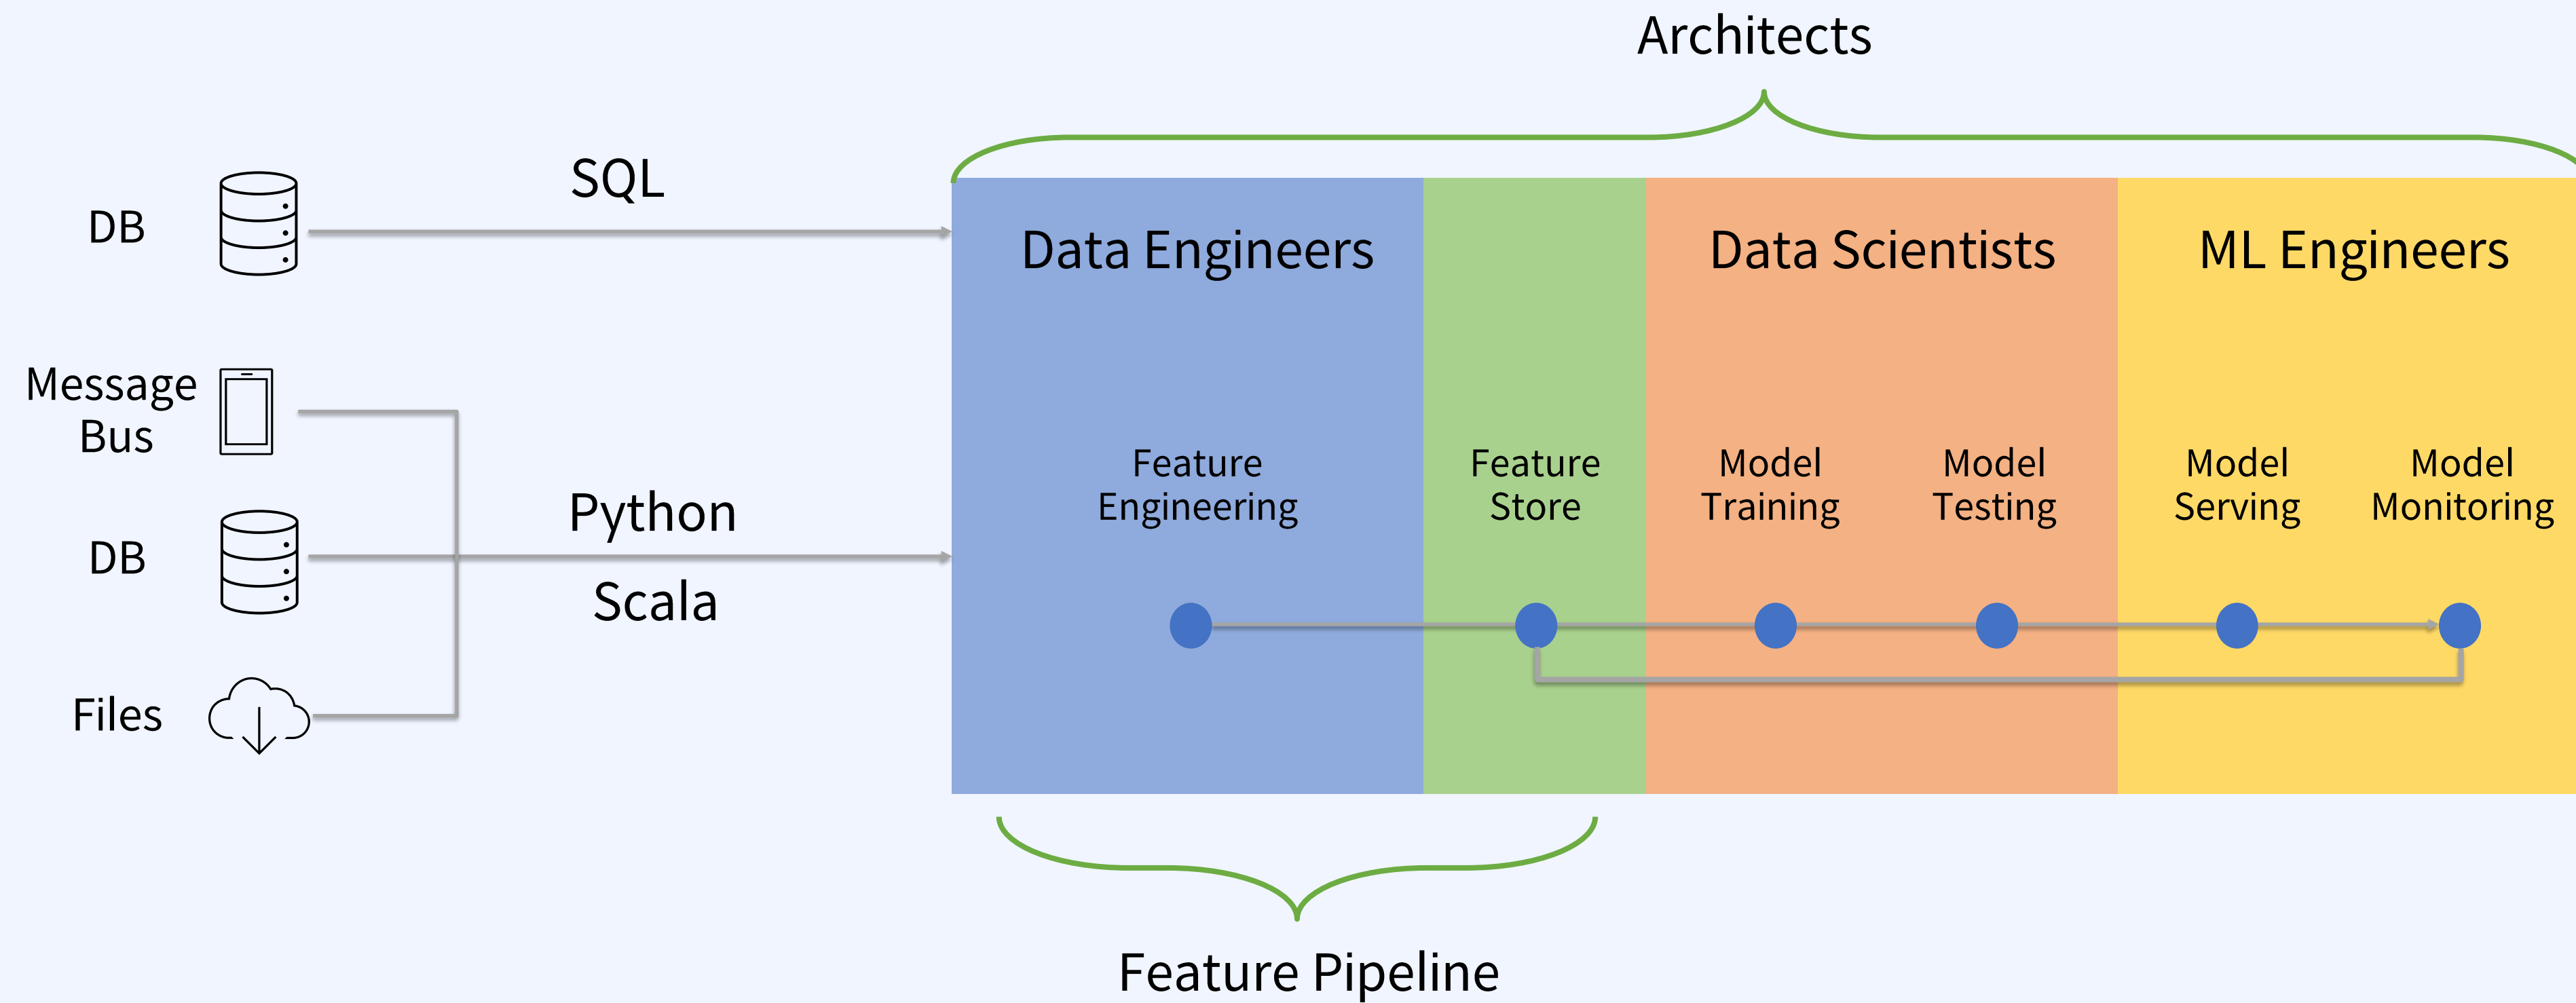 Architects
SQL
DB
Data Engineers
Data Scientists
ML Engineers
Message
Bus
Feature
Engineering
Feature
Store
Model
Training
Model
Testing
Model
Serving
Model
Monitoring
Python
DB
Scala
Files
Feature Pipeline